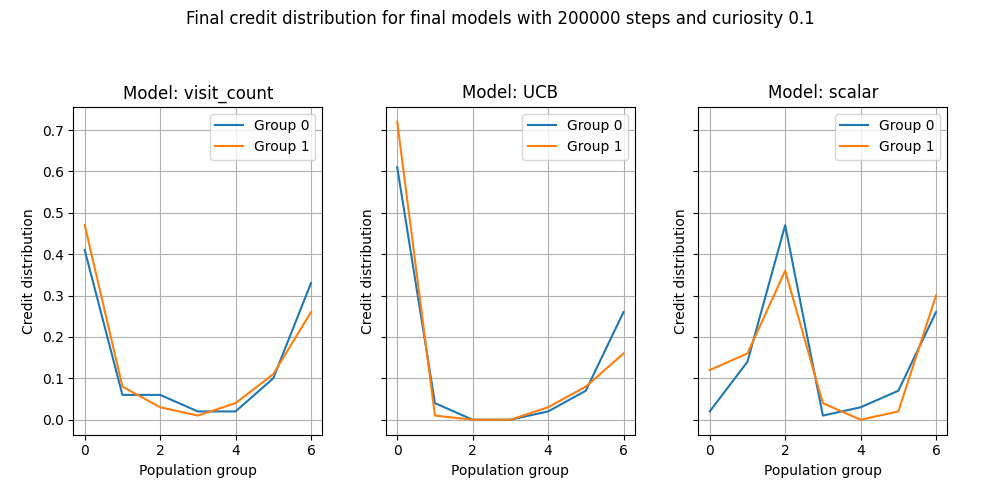 Final credit distribution for final models with 200000 steps and curiosity 0.1
Model: visit_count
Group 0
Group 1
Credit distribution
0.7
0.6
0.5
0.4
0.3
0.2
0.1
0.0
0 2 4 6
Population group
Model: UCB
Group 0
Group 1
Credit distribution
0 2 4 6
Population group
Model: scalar
Group 0
Group 1
Credit distribution
0 2 4 6
Population group